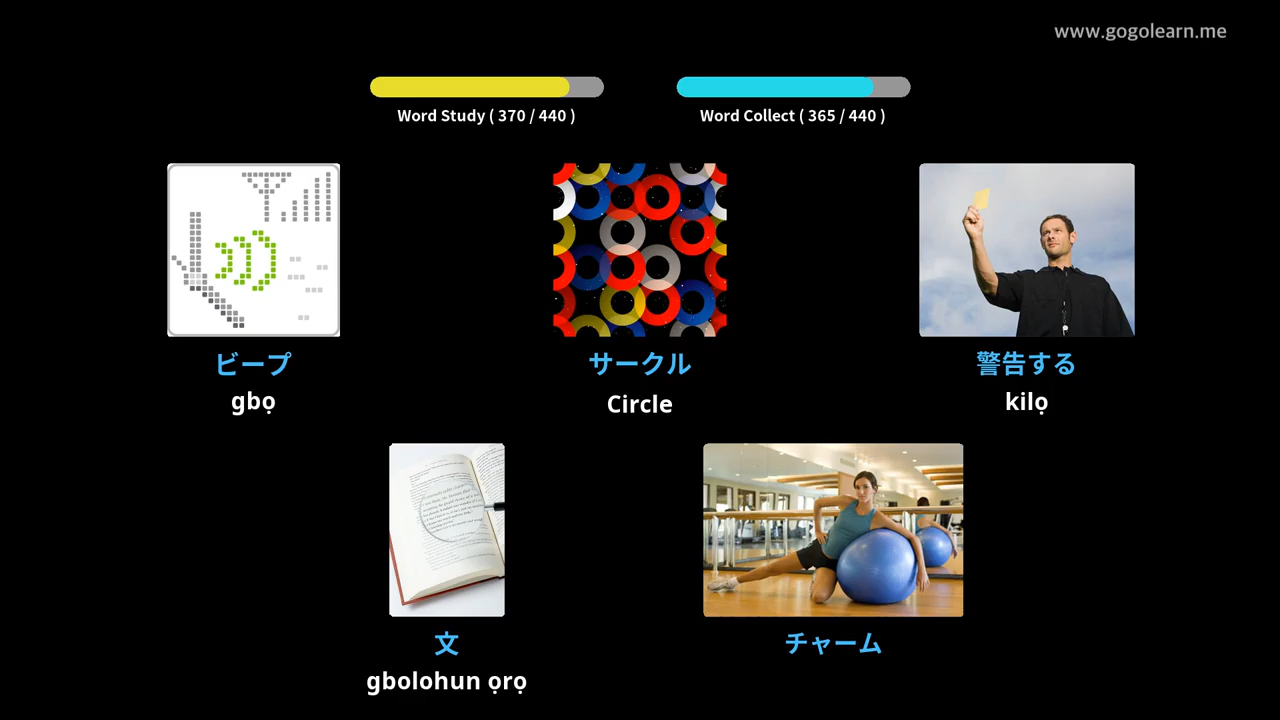 www.gogolearn.me
Word Study ( 370 / 440 )
Word Collect ( 365 / 440 )
ビープ
gbọ
サークル
Circle
警告する
kilọ
文
gbolohun ọrọ
チャーム